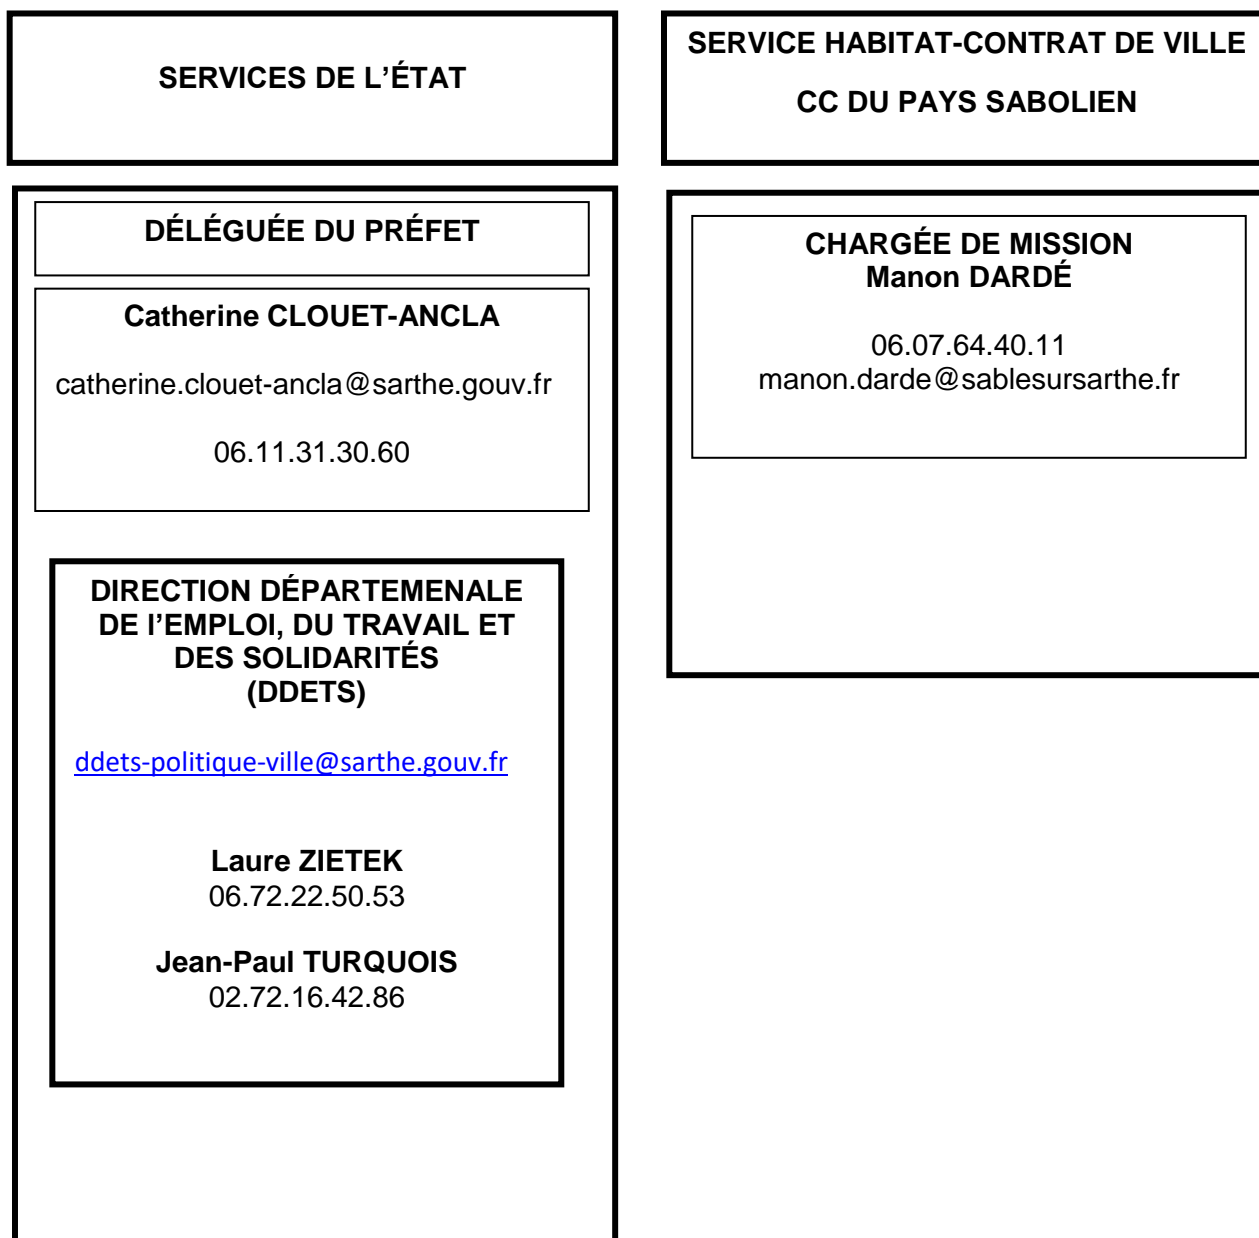 SERVICES DE L’ÉTAT
SERVICE HABITAT-CONTRAT DE VILLE
CC DU PAYS SABOLIEN
DÉLÉGUÉE DU PRÉFET
Catherine CLOUET-ANCLA
catherine.clouet-ancla@sarthe.gouv.fr
06.11.31.30.60
DIRECTION DÉPARTEMENALE
DE l’EMPLOI, DU TRAVAIL ET
DES SOLIDARITÉS
(DDETS)
ddets-politique-ville@sarthe.gouv.fr
Laure ZIETEK
06.72.22.50.53
Jean-Paul TURQUOIS
02.72.16.42.86
CHARGÉE DE MISSION
Manon DARDÉ
06.07.64.40.11
manon.darde@sablesursarthe.fr